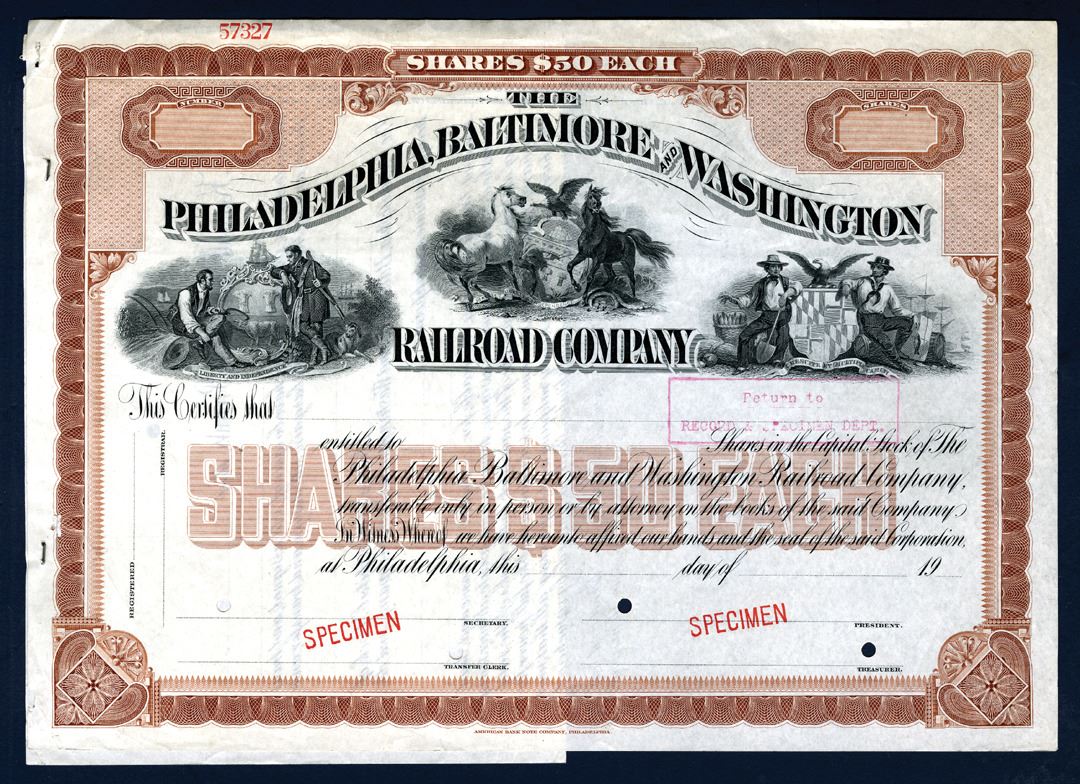 57327
SHARES $50 EACH
NUMBER
SHARES
THE
PHILADELPHIA, BALTIMORE AND WASHINGTON
RAILROAD COMPANY
LIBERTY AND INDEPENDENCE
This Certifies that
Return to
RECORD & SPECIMEN DEPT.
entitled to Shares in the Capital Stock of The
Philadelphia Baltimore and Washington Railroad Company,
transferable only in person or by attorney on the books of the said Company.
In Witness Whereof we have hereunto affixed our hands and the seal of the said Corporation,
at Philadelphia, this day of 19
SHARES $50 EACH
REGISTERED
REGISTRAR.
SPECIMEN
SPECIMEN
SECRETARY.
PRESIDENT.
TRANSFER CLERK.
TREASURER.
AMERICAN BANK NOTE COMPANY, PHILADELPHIA